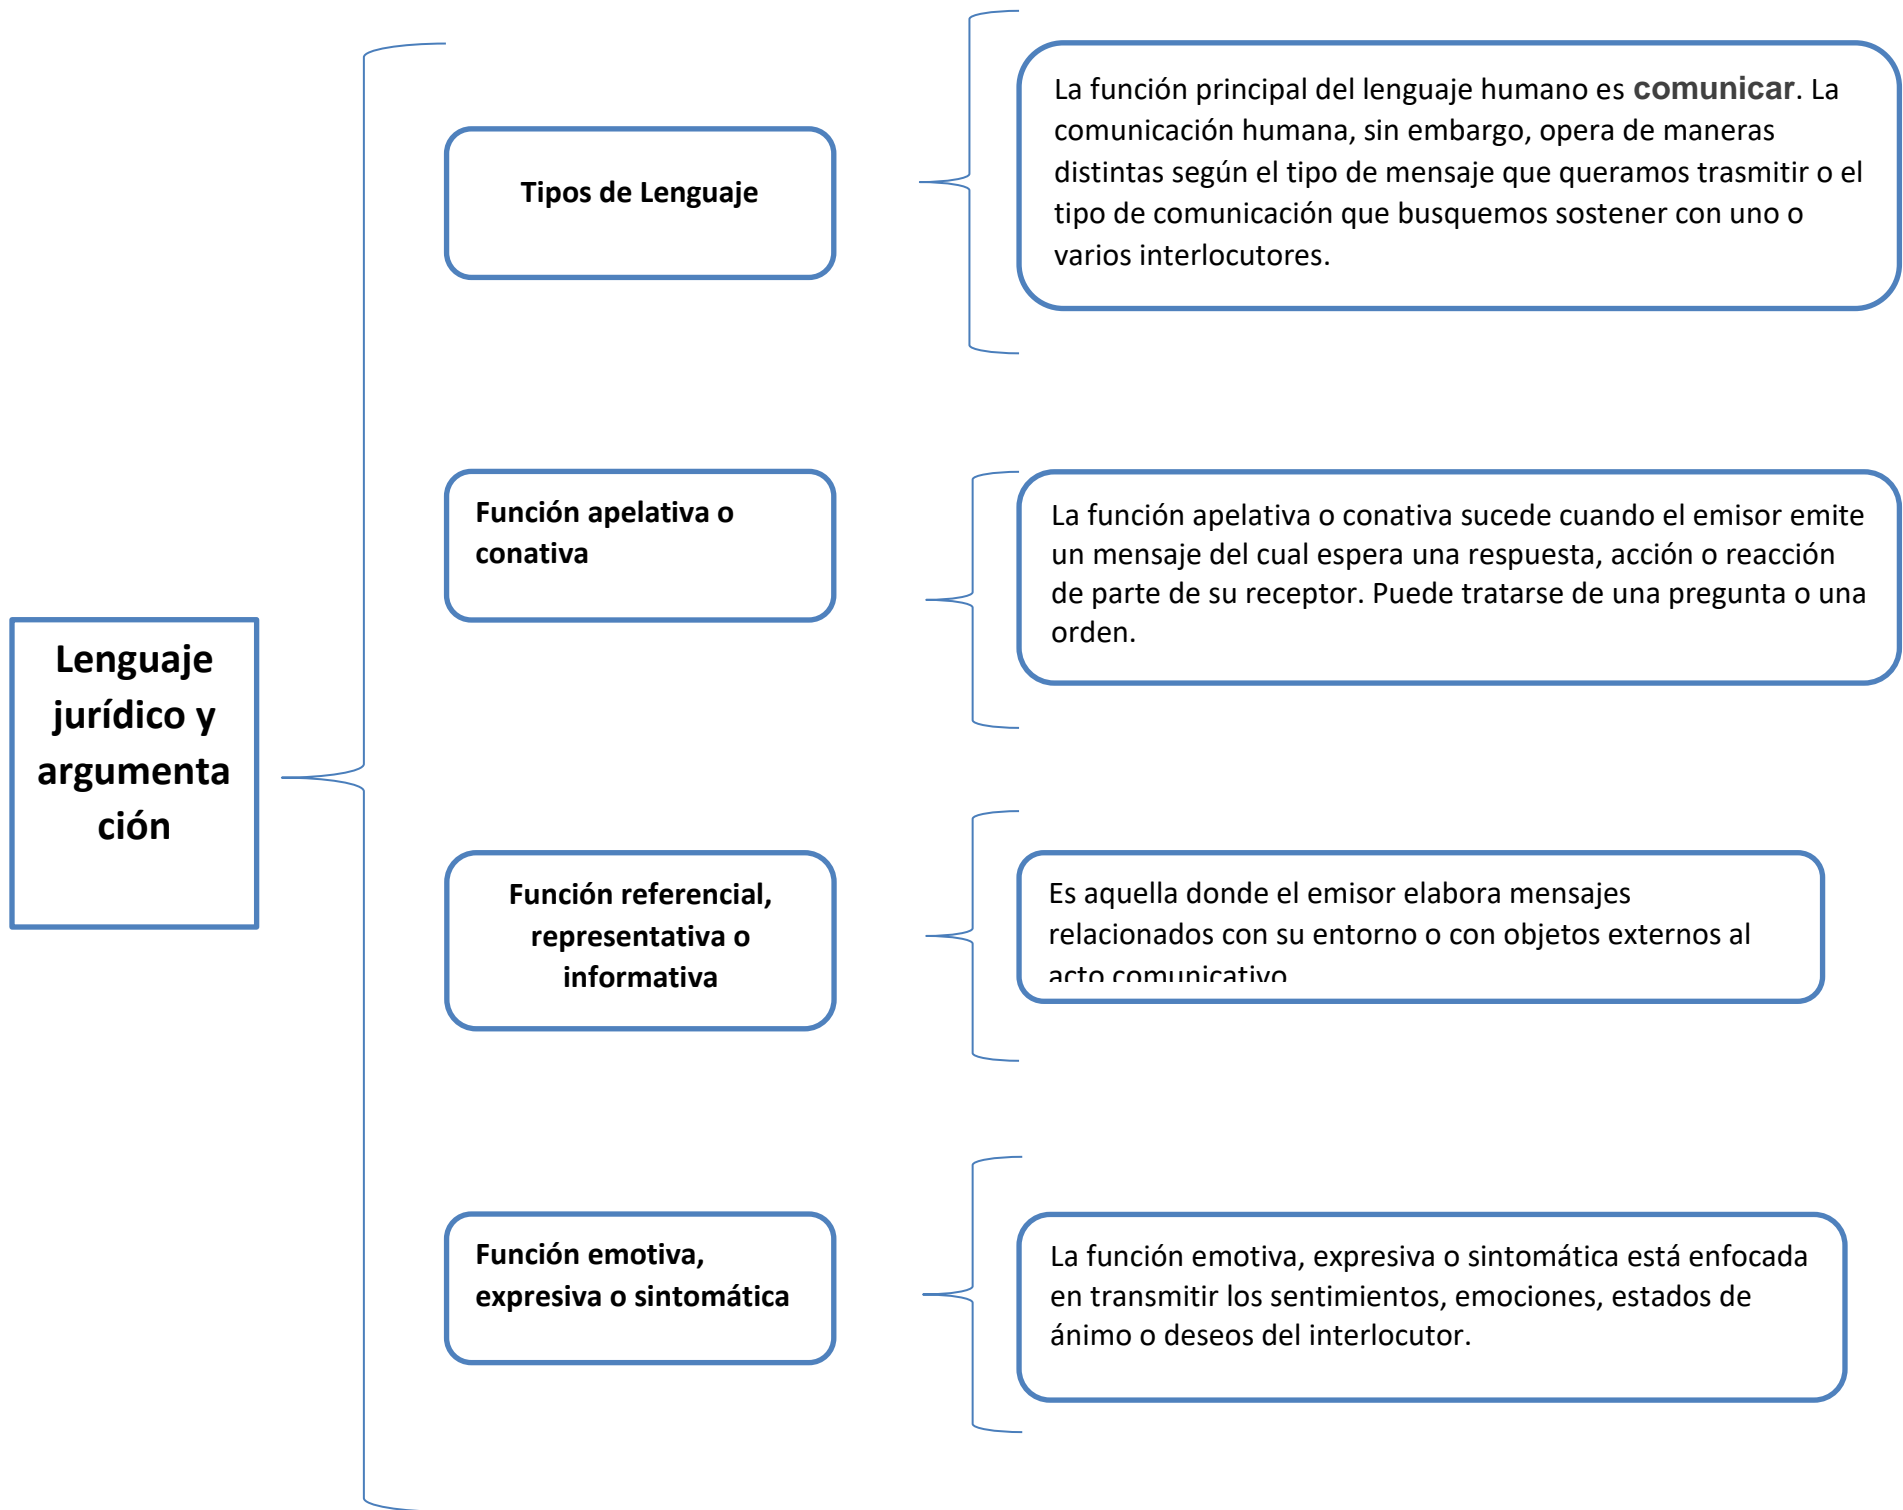 Lenguaje
jurídico y
argumenta
ción
Tipos de Lenguaje
La función principal del lenguaje humano es comunicar. La
comunicación humana, sin embargo, opera de maneras
distintas según el tipo de mensaje que queramos trasmitir o el
tipo de comunicación que busquemos sostener con uno o
varios interlocutores.
Función apelativa o
conativa
La función apelativa o conativa sucede cuando el emisor emite
un mensaje del cual espera una respuesta, acción o reacción
de parte de su receptor. Puede tratarse de una pregunta o una
orden.
Función referencial,
representativa o
informativa
Es aquella donde el emisor elabora mensajes
relacionados con su entorno o con objetos externos al
acto comunicativo
Función emotiva,
expresiva o sintomática
La función emotiva, expresiva o sintomática está enfocada
en transmitir los sentimientos, emociones, estados de
ánimo o deseos del interlocutor.